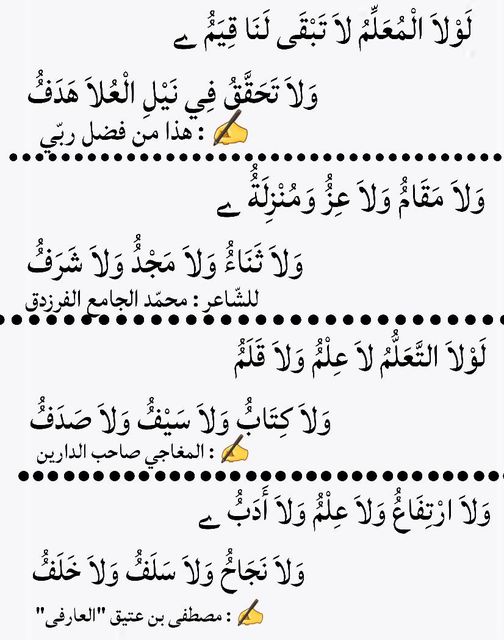 لَوْلاَ الْمُعَلِّمُ لاَ تَبْقَى لَنَا قِيَمٌ ے
وَلاَ تَحَقَّقُ فِي نَيْلِ الْعُلاَ هَدَفٌ
✍️ : هذا من فضل ربّي
وَلاَ مَقَامٌ وَلاَ عِزٌّ وَمُنْزِلَةٌ ے
وَلاَ ثَنَاءٌ وَلاَ مَجْدٌ وَلاَ شَرَفٌ
للشّاعر : محمّد الجامع الفرزدق
لَوْلاَ التَّعَلُّمُ لاَ عِلْمٌ وَلاَ قَلَمٌ
وَلاَ كِتَابٌ وَلاَ سَيْفٌ وَلاَ صَدَفٌ
✍️ : المغاجي صاحب الدارين
وَلاَ ارْتِفَاعٌ وَلاَ عِلْمٌ وَلاَ أَدَبٌ ے
وَلاَ نَجَاحٌ وَلاَ سَلَفٌ وَلاَ خَلَفٌ
✍️ : مصطفى بن عتيق "العارفى"